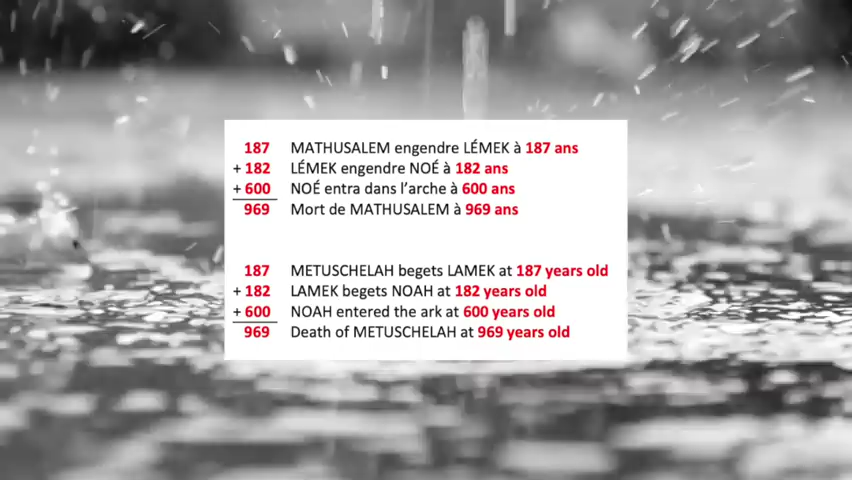 187 MATHUSALEM engendre LÉMEK à 187 ans
+ 182 LÉMEK engendre NOÉ à 182 ans
+ 600 NOÉ entra dans l’arche à 600 ans
969 Mort de MATHUSALEM à 969 ans
187 METUSCHELAH begets LAMEK at 187 years old
+ 182 LAMEK begets NOAH at 182 years old
+ 600 NOAH entered the ark at 600 years old
969 Death of METUSCHELAH at 969 years old